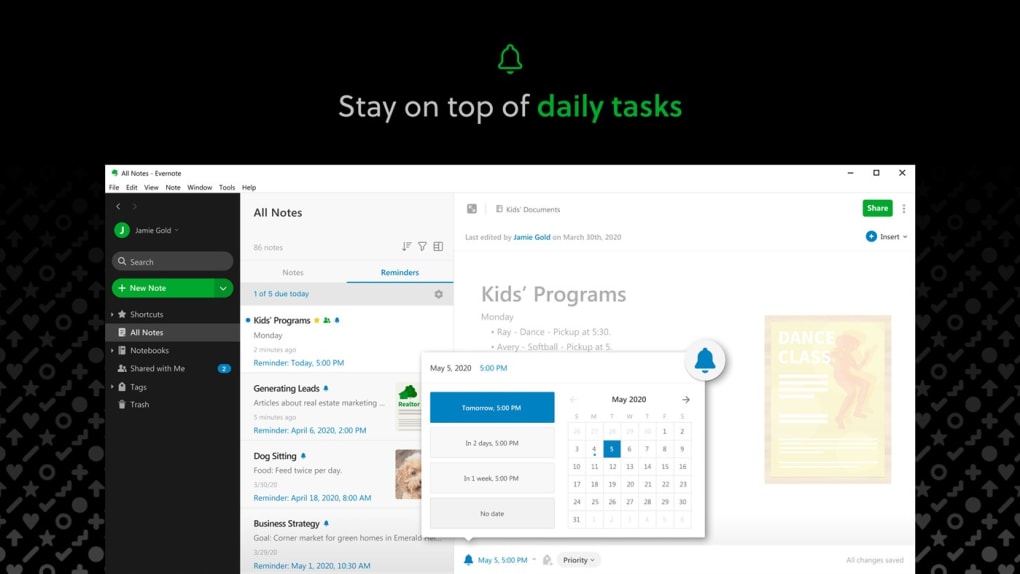 Stay on top of daily tasks
All Notes - Evernote
File Edit View Note Window Tools Help
J Jamie Gold
Search
New Note
Shortcuts
All Notes
Notebooks
Shared with Me 2
Tags
Trash
All Notes
86 notes
Notes Reminders
1 of 5 due today
Kids' Programs
Monday
2 minutes ago
Reminder: Today, 5:00 PM
Generating Leads
Articles about real estate marketing ...
5 minutes ago
Reminder: April 6, 2020, 2:00 PM
Realtor
Dog Sitting
Food: Feed twice per day.
3/30/20
Reminder: April 18, 2020, 8:00 AM
Business Strategy
Goal: Corner market for green homes in Emerald
3/29/20
Reminder: May 1, 2020, 10:30 AM
Kids' Documents
Share
Last edited by Jamie Gold on March 30th, 2020
Insert
Kids' Programs
Monday
• Ray - Dance - Pickup at 5:30.
• Avery - Softball - Pickup at 5.
DANCE
CLASS
May 5, 2020 5:00 PM
Tomorrow, 5:00 PM
In 2 days, 5:00 PM
In 1 week, 5:00 PM
No date
May 2020
S M T W T F S
26 27 28 29 30 1 2
3 4 5 6 7 8 9
10 11 12 13 14 15 16
17 18 19 20 21 22 23
24 25 26 27 28 29 30
31 1 2 3 4 5 6
May 5, 5:00 PM
Priority
All changes saved